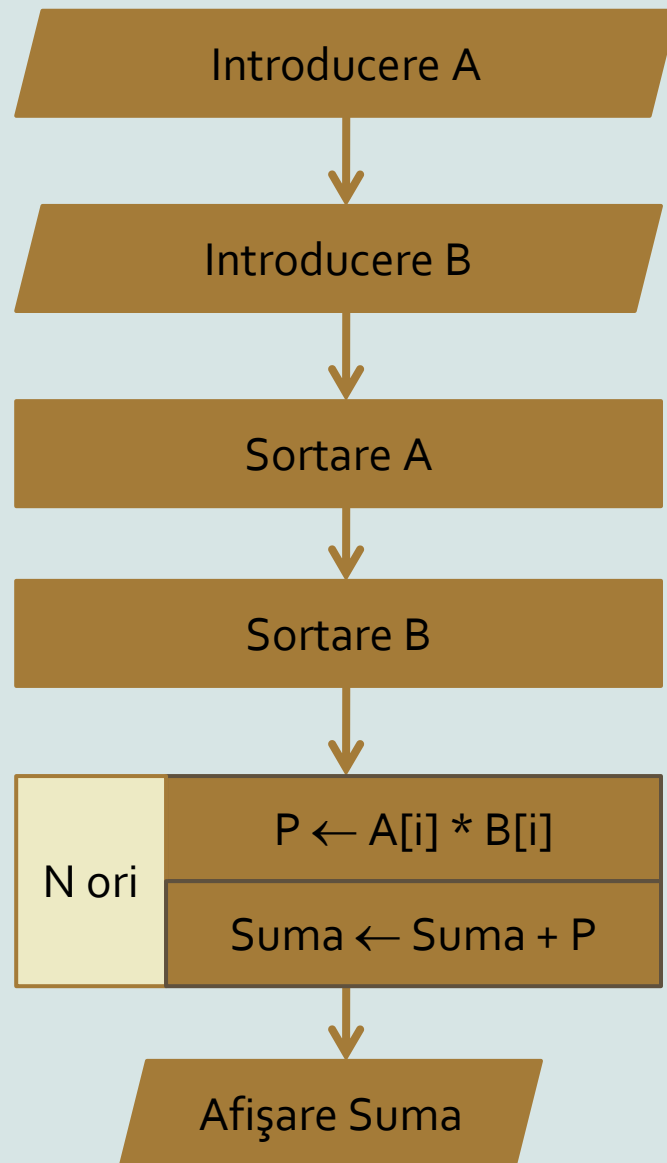 Introducere A
Introducere B
Sortare A
Sortare B
N ori
P ← A[i] * B[i]
Suma ← Suma + P
Afişare Suma